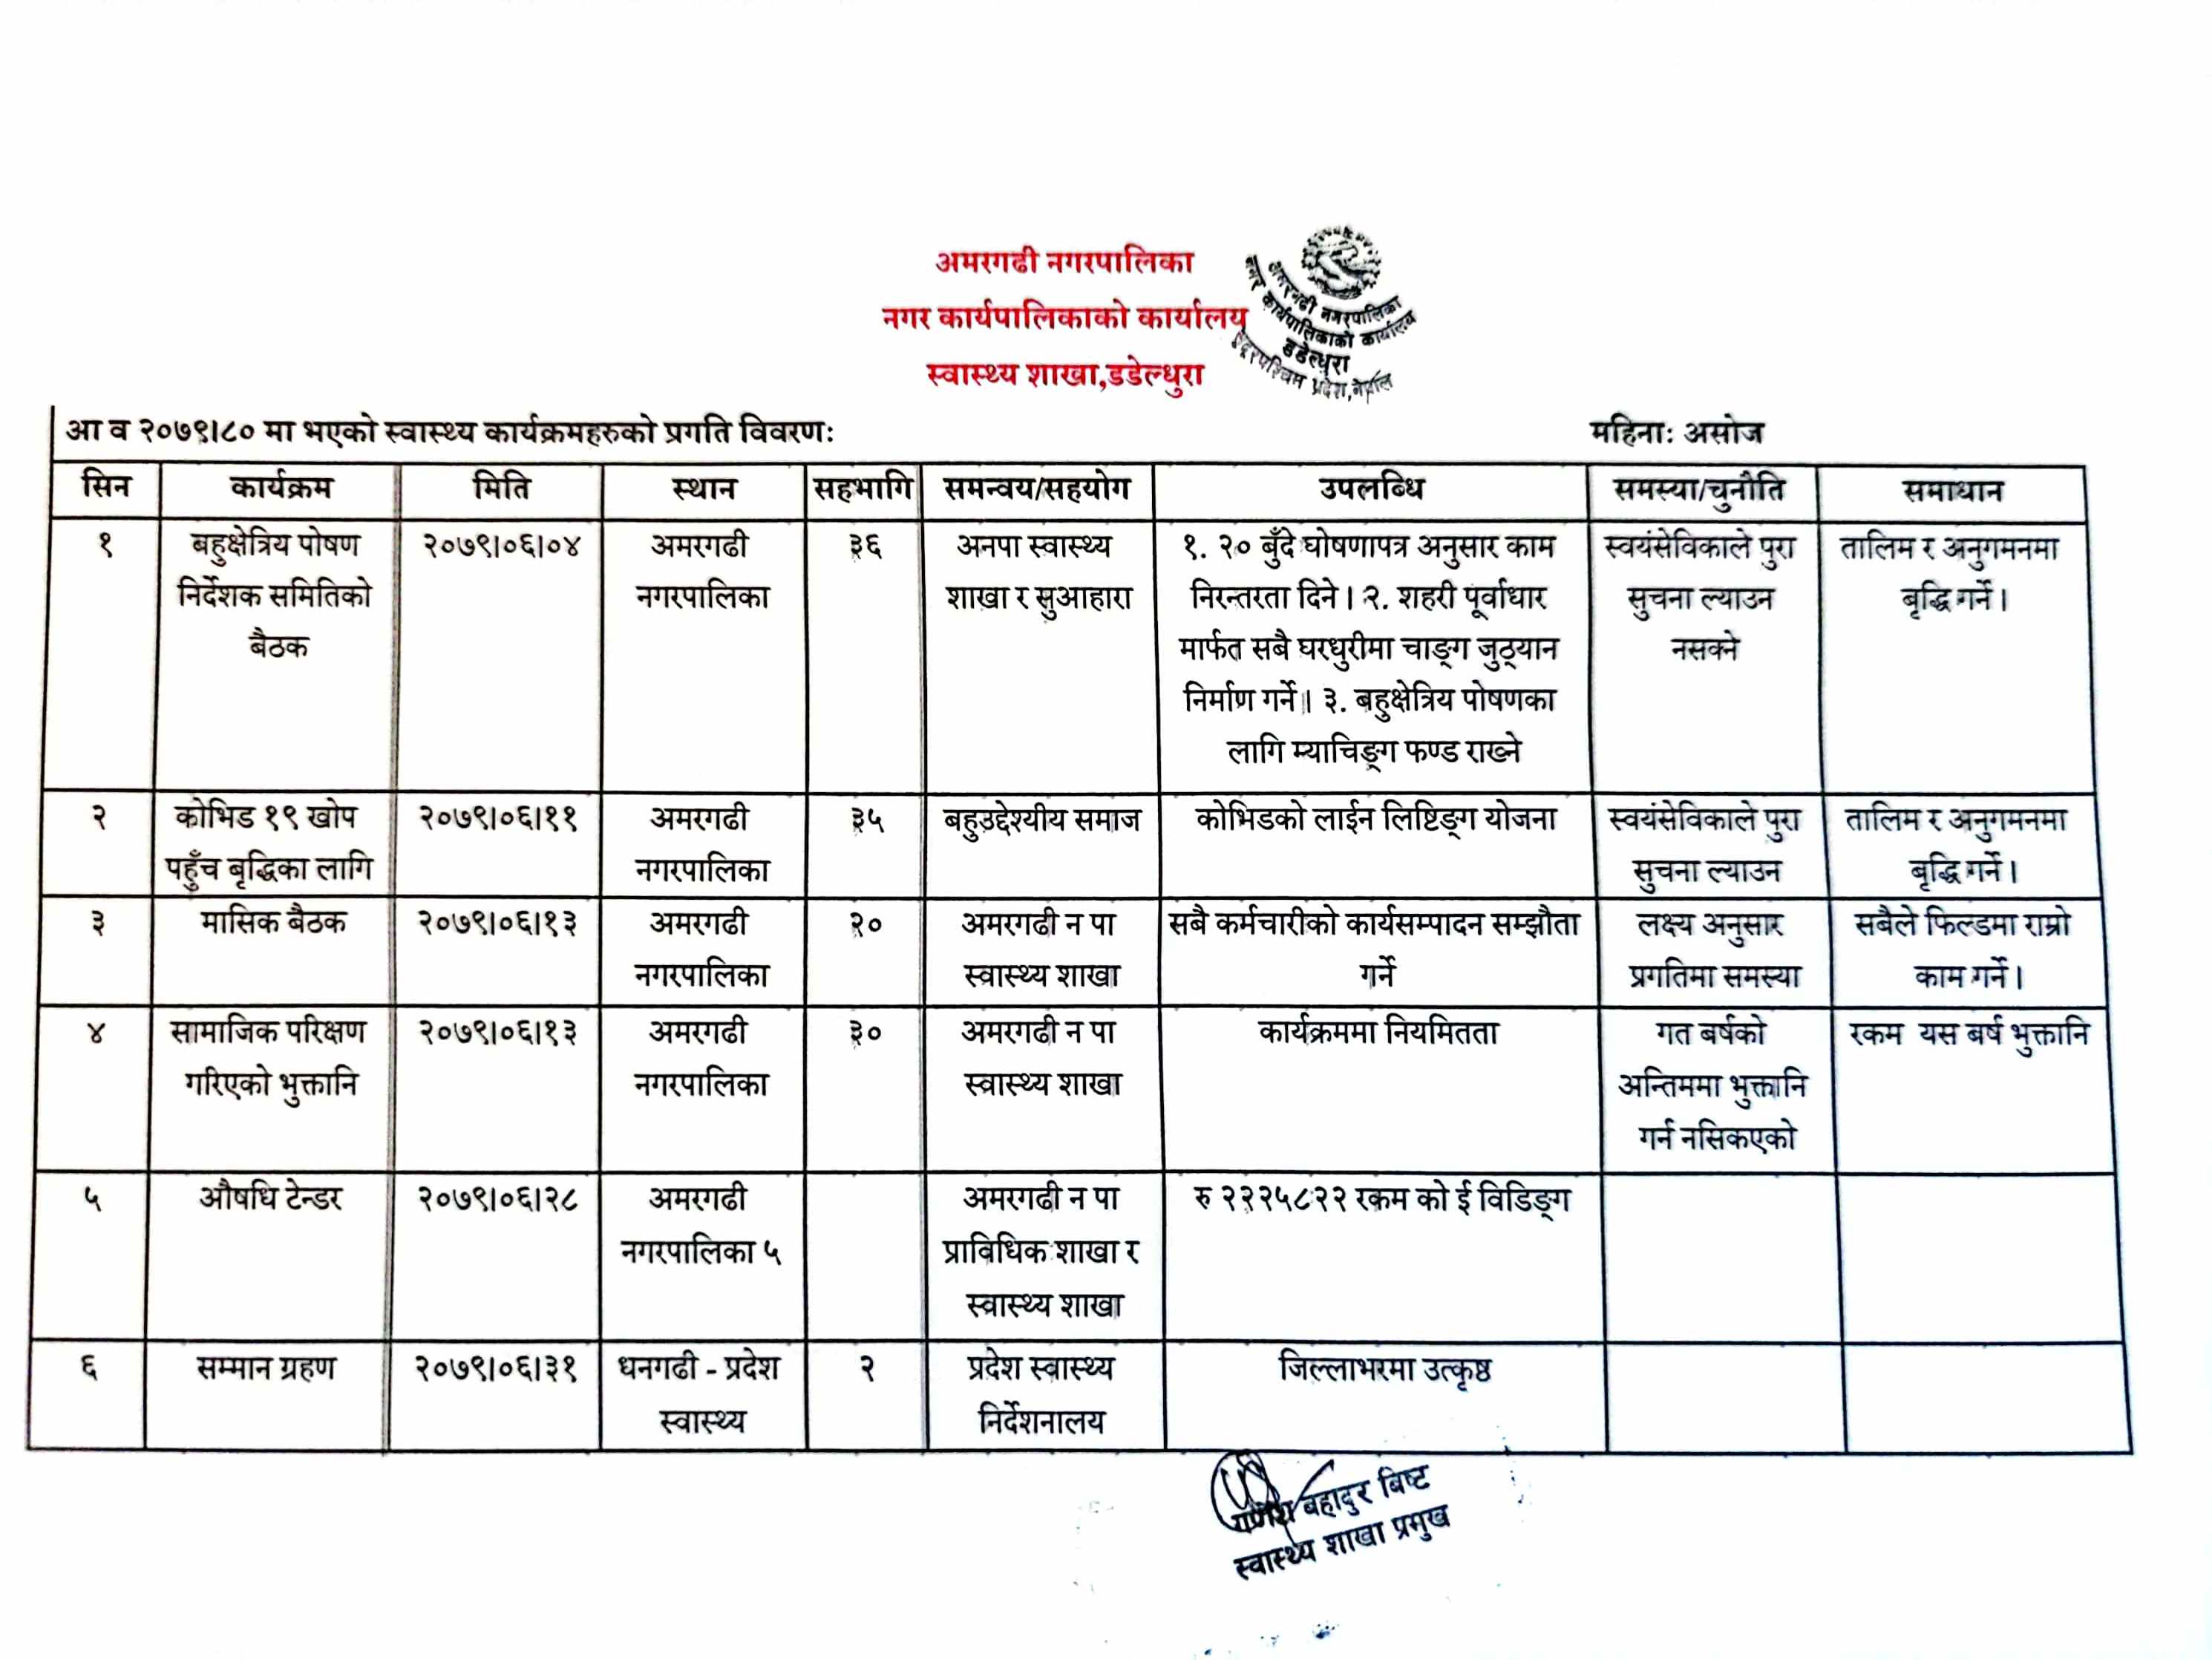 अमरगढी नगरपालिका
नगर कार्यपालिकाको कार्यालय
स्वास्थ्य शाखा,डडेल्धुरा
अमरगढी नगरपालिका
नगर कार्यपालिकाको कार्यालय
डडेल्धुरा
सुदूरपश्चिम प्रदेश,नेपाल
आ व २०७९।८० मा भएको स्वास्थ्य कार्यक्रमहरुको प्रगति विवरण: महिना: असोज
सिन कार्यक्रम मिति स्थान सहभागि समन्वय/सहयोग उपलब्धि समस्या/चुनौति समाधान
१ बहुक्षेत्रिय पोषण २०७९।०६।०४ अमरगढी ३६ अनपा स्वास्थ्य १. २० बुँदे घोषणापत्र अनुसार काम स्वयंसेविकाले पुरा तालिम र अनुगमनमा
निर्देशक समितिको नगरपालिका शाखा र सुआहारा निरन्तरता दिने । २. शहरी पूर्वाधार सुचना ल्याउन बृद्धि गर्ने ।
बैठक मार्फत सबै घरधुरीमा चाङ्ग जुठ्यान नसक्ने
निर्माण गर्ने । ३. बहुक्षेत्रिय पोषणका
लागि म्याचिङ्ग फण्ड राख्ने
२ कोभिड १९ खोप २०७९।०६।११ अमरगढी ३५ बहुउद्देश्यीय समाज कोभिडको लाईन लिष्टिङ्ग योजना स्वयंसेविकाले पुरा तालिम र अनुगमनमा
पहुँच बृद्धिका लागि नगरपालिका सुचना ल्याउन बृद्धि गर्ने ।
३ मासिक बैठक २०७९।०६।१३ अमरगढी २० अमरगढी न पा सबै कर्मचारीको कार्यसम्पादन सम्झौता लक्ष्य अनुसार सबैले फिल्डमा राम्रो
नगरपालिका स्वास्थ्य शाखा गर्ने प्रगतिमा समस्या काम गर्ने ।
४ सामाजिक परिक्षण २०७९।०६।१३ अमरगढी ३० अमरगढी न पा कार्यक्रममा नियमितता गत बर्षको रकम यस बर्ष भुक्तानि
गरिएको भुक्तानि नगरपालिका स्वास्थ्य शाखा अन्तिममा भुक्तानि
गर्न नसिकएको
५ औषधि टेन्डर २०७९।०६।२८ अमरगढी अमरगढी न पा रु २२२५८२२ रकम को ई विडिङ्ग
नगरपालिका ५ प्राविधिक शाखा र
स्वास्थ्य शाखा
६ सम्मान ग्रहण २०७९।०६।३१ धनगढी - प्रदेश २ प्रदेश स्वास्थ्य जिल्लाभरमा उत्कृष्ठ
स्वास्थ्य निर्देशनालय
गणेश बहादुर बिष्ट
स्वास्थ्य शाखा प्रमुख